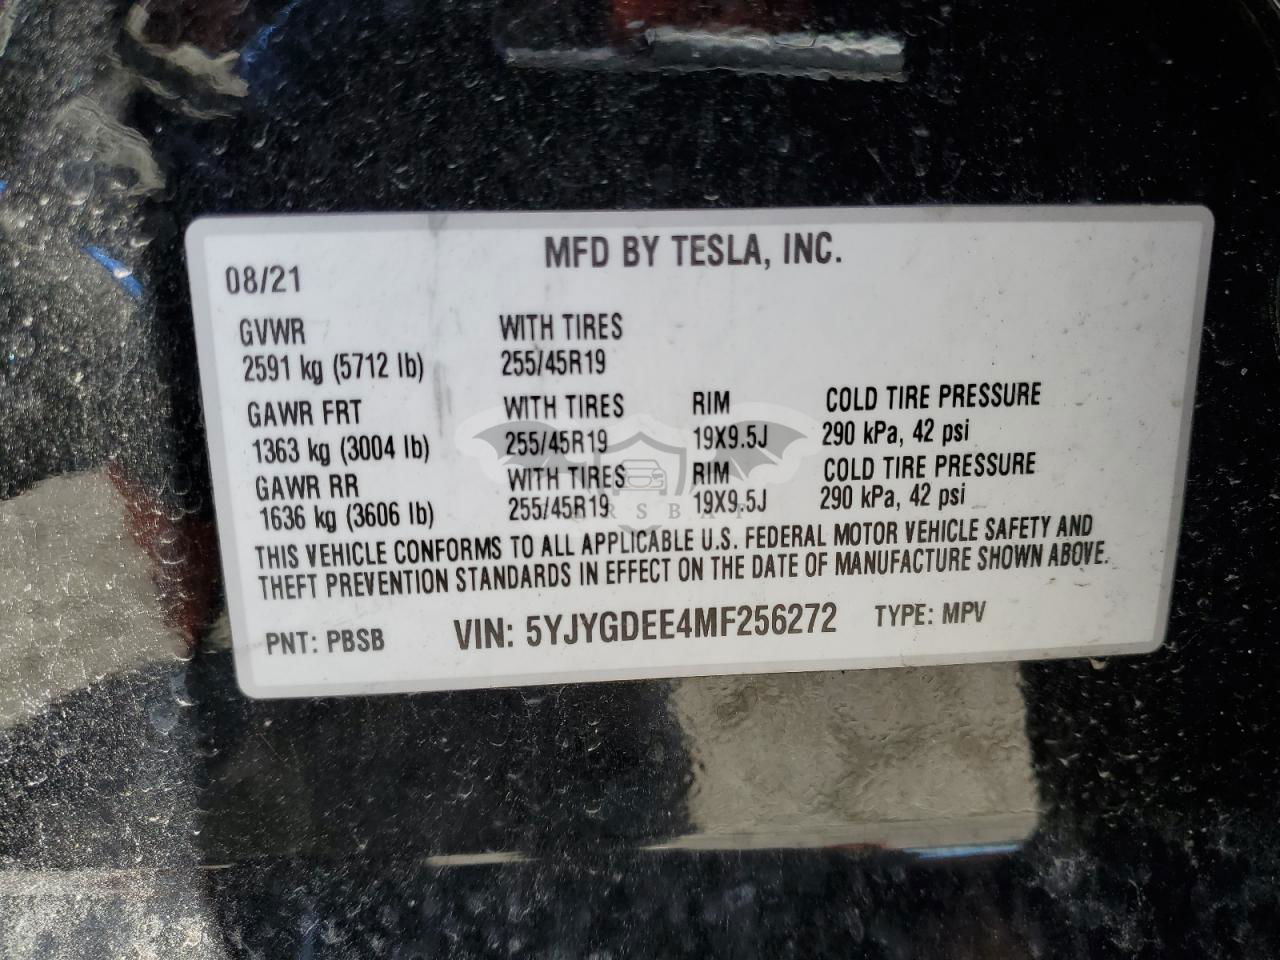 MFD BY TESLA, INC.
08/21
GVWR WITH TIRES
2591 kg (5712 lb) 255/45R19
GAWR FRT WITH TIRES RIM COLD TIRE PRESSURE
1363 kg (3004 lb) 255/45R19 19X9.5J 290 kPa, 42 psi
GAWR RR WITH TIRES RIM COLD TIRE PRESSURE
1636 kg (3606 lb) 255/45R19 19X9.5J 290 kPa, 42 psi
THIS VEHICLE CONFORMS TO ALL APPLICABLE U.S. FEDERAL MOTOR VEHICLE SAFETY AND
THEFT PREVENTION STANDARDS IN EFFECT ON THE DATE OF MANUFACTURE SHOWN ABOVE.
PNT: PBSB VIN: 5YJYGDEE4MF256272 TYPE: MPV